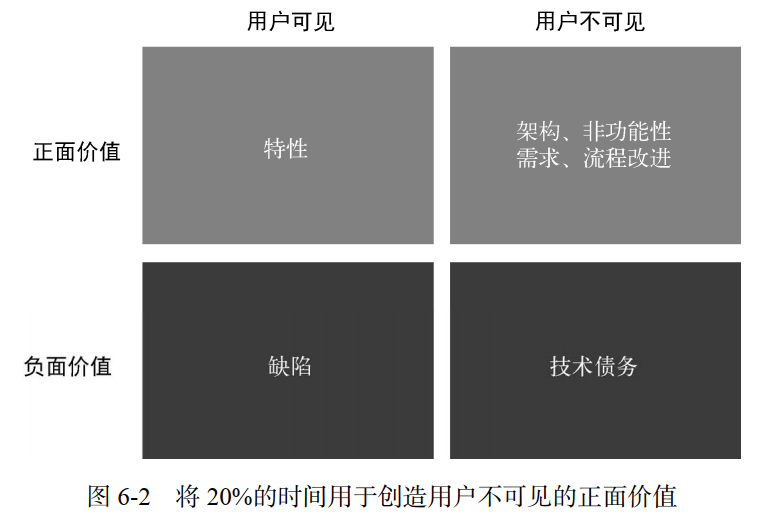 用户可见
用户不可见
正面价值
特性
架构、非功能性
需求、流程改进
负面价值
缺陷
技术债务
图 6-2 将 20%的时间用于创造用户不可见的正面价值